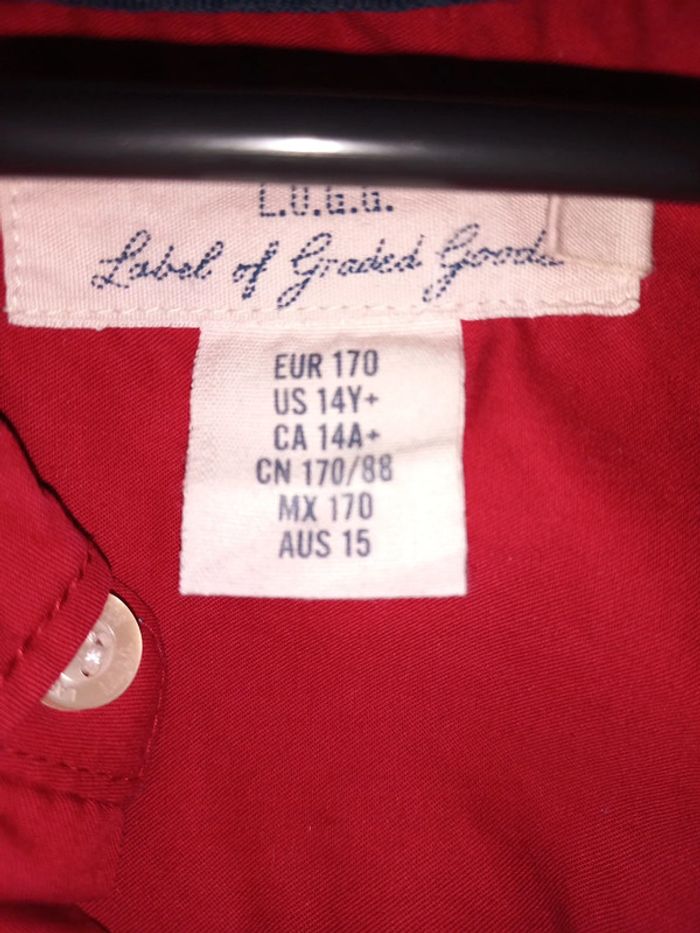 L.O.G.G.
Label of Graded Goods
EUR 170
US 14Y+
CA 14A+
CN 170/88
MX 170
AUS 15